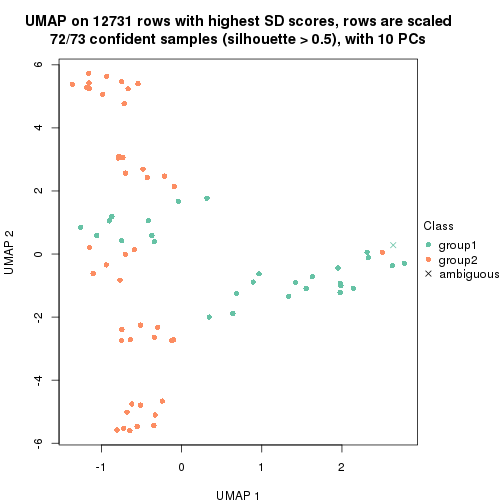 UMAP on 12731 rows with highest SD scores, rows are scaled
72/73 confident samples (silhouette > 0.5), with 10 PCs
6
4
2
0
-2
-4
-6
UMAP 2
-1
0
1
2
UMAP 1
Class
group1
group2
ambiguous